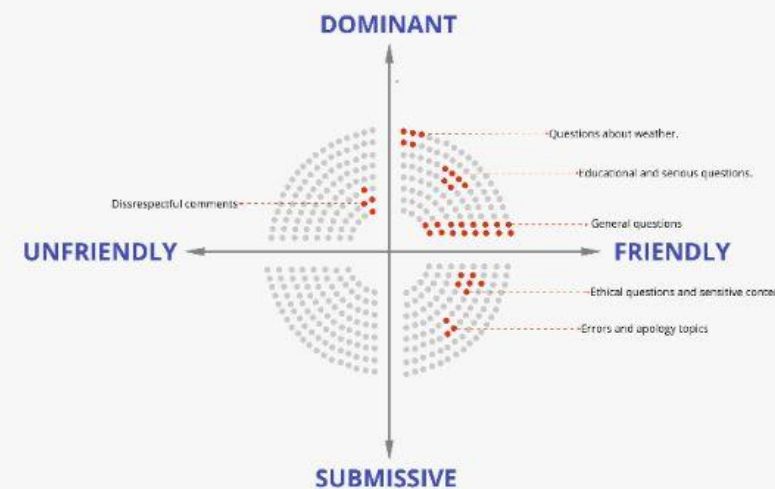 DOMINANT
Questions about weather.
Educational and serious questions.
Dissrespectful comments
General questions
UNFRIENDLY
FRIENDLY
Ethical questions and sensitive
Errors and apology topics
SUBMISSIVE